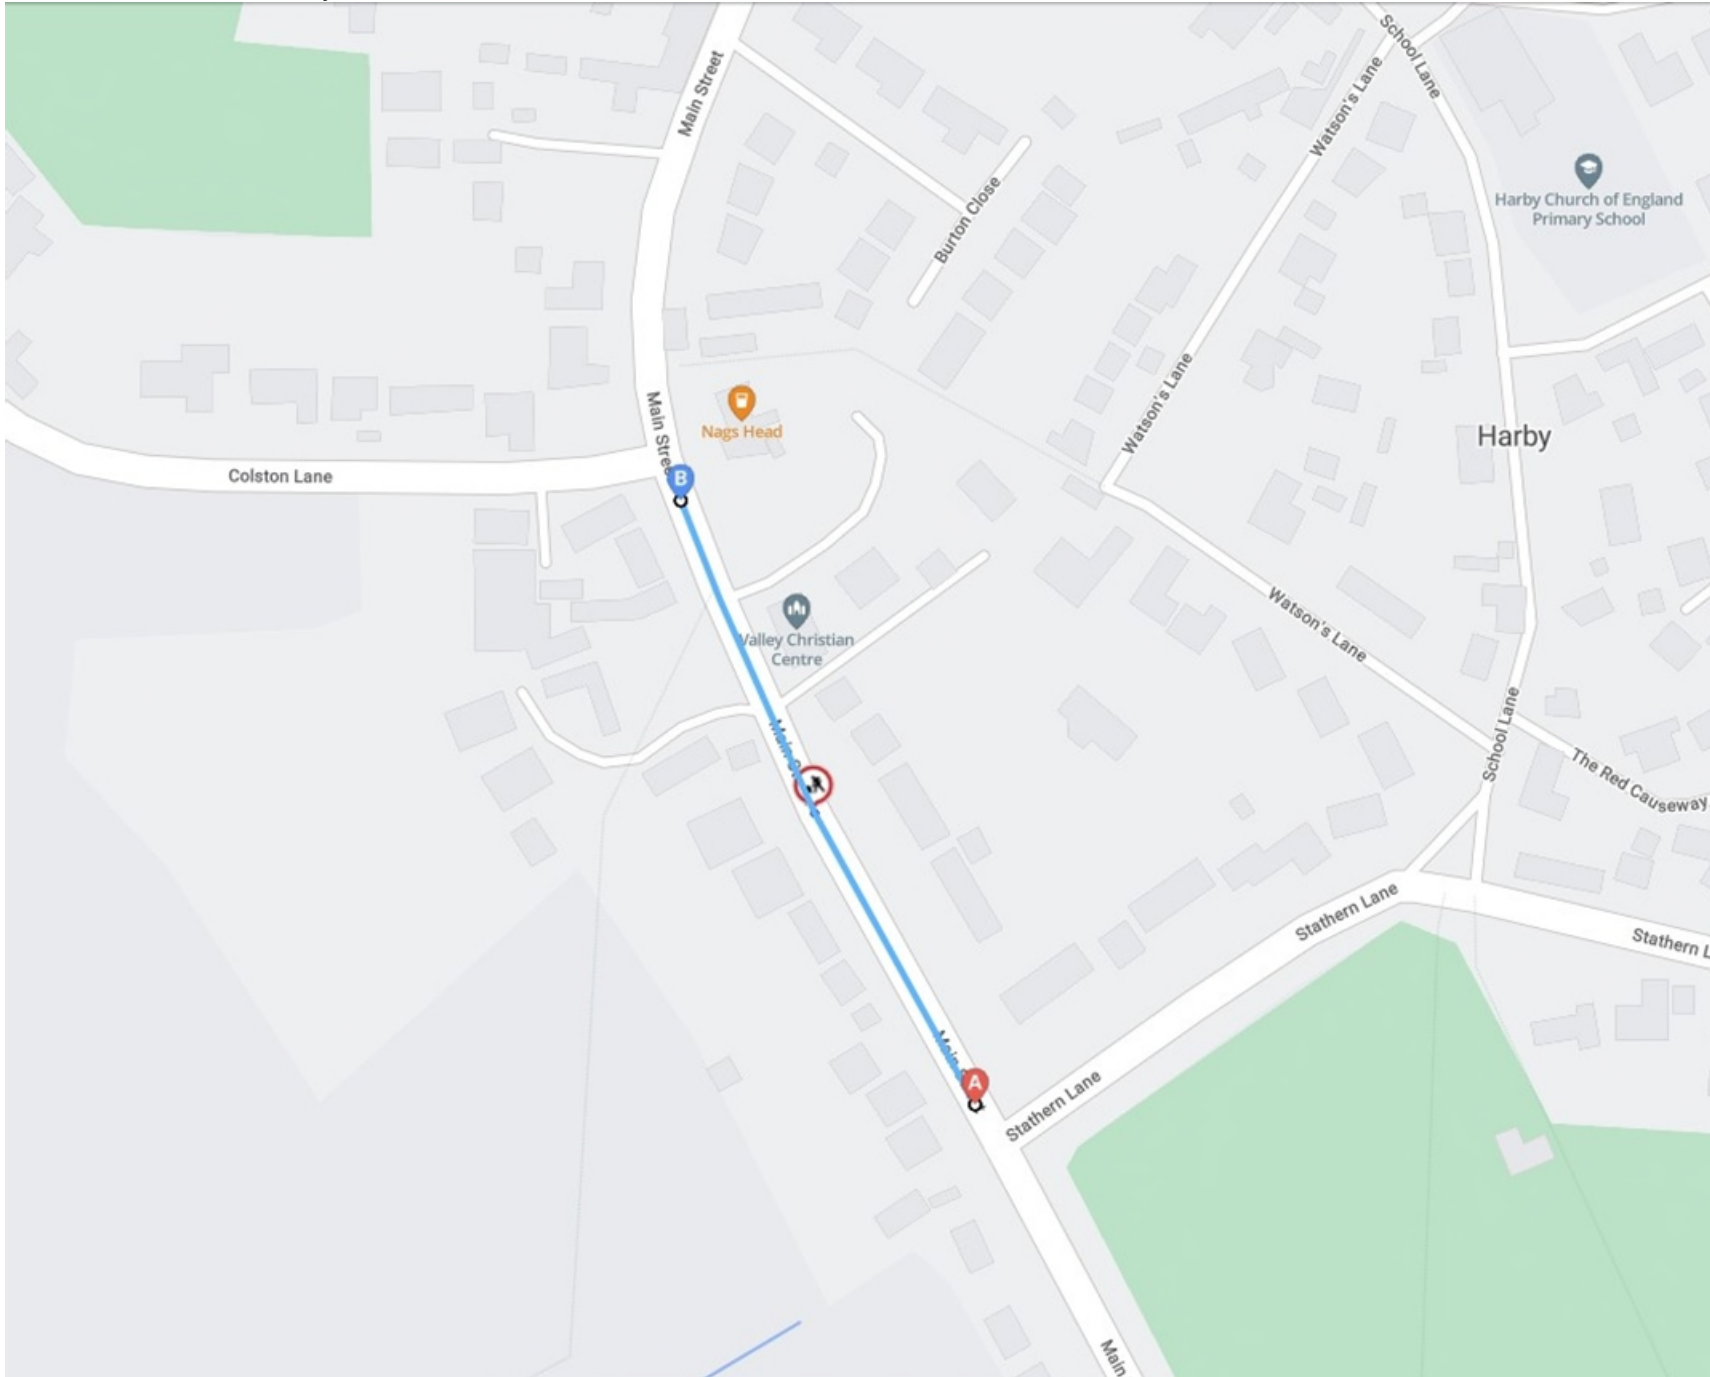 Main Street
School Lane
Watson's Lane
Harby Church of England
Primary School
Burton Close
Main Street
Nags Head
Watson's Lane
Harby
Colston Lane
B
Valley Christian
Centre
Watson's Lane
School Lane
The Red Causeway
Stathern Lane
Stathern L
A
Stathern Lane
Main